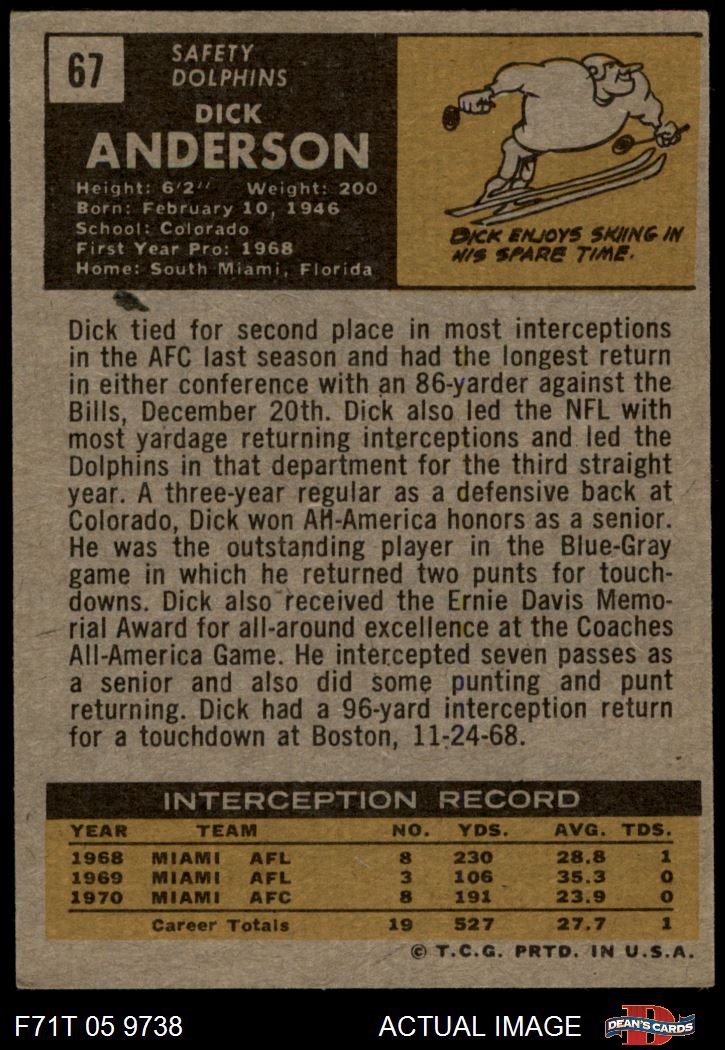 67
SAFETY
DOLPHINS
DICK
ANDERSON
Height: 6'2" Weight: 200
Born: February 10, 1946
School: Colorado
First Year Pro: 1968
Home: South Miami, Florida
DICK ENJOYS SKIING IN
HIS SPARE TIME.
Dick tied for second place in most interceptions
in the AFC last season and had the longest return
in either conference with an 86-yarder against the
Bills, December 20th. Dick also led the NFL with
most yardage returning interceptions and led the
Dolphins in that department for the third straight
year. A three-year regular as a defensive back at
Colorado, Dick won All-America honors as a senior.
He was the outstanding player in the Blue-Gray
game in which he returned two punts for touch-
downs. Dick also received the Ernie Davis Memo-
rial Award for all-around excellence at the Coaches
All-America Game. He intercepted seven passes as
a senior and also did some punting and punt
returning. Dick had a 96-yard interception return
for a touchdown at Boston, 11-24-68.
INTERCEPTION RECORD
YEAR TEAM NO. YDS. AVG. TDS.
1968 MIAMI AFL 8 230 28.8 1
1969 MIAMI AFL 3 106 35.3 0
1970 MIAMI AFC 8 191 23.9 0
Career Totals 19 527 27.7 1
© T.C.G. PRTD. IN U.S.A.
F71T 05 9738 ACTUAL IMAGE D DEAN'S CARDS